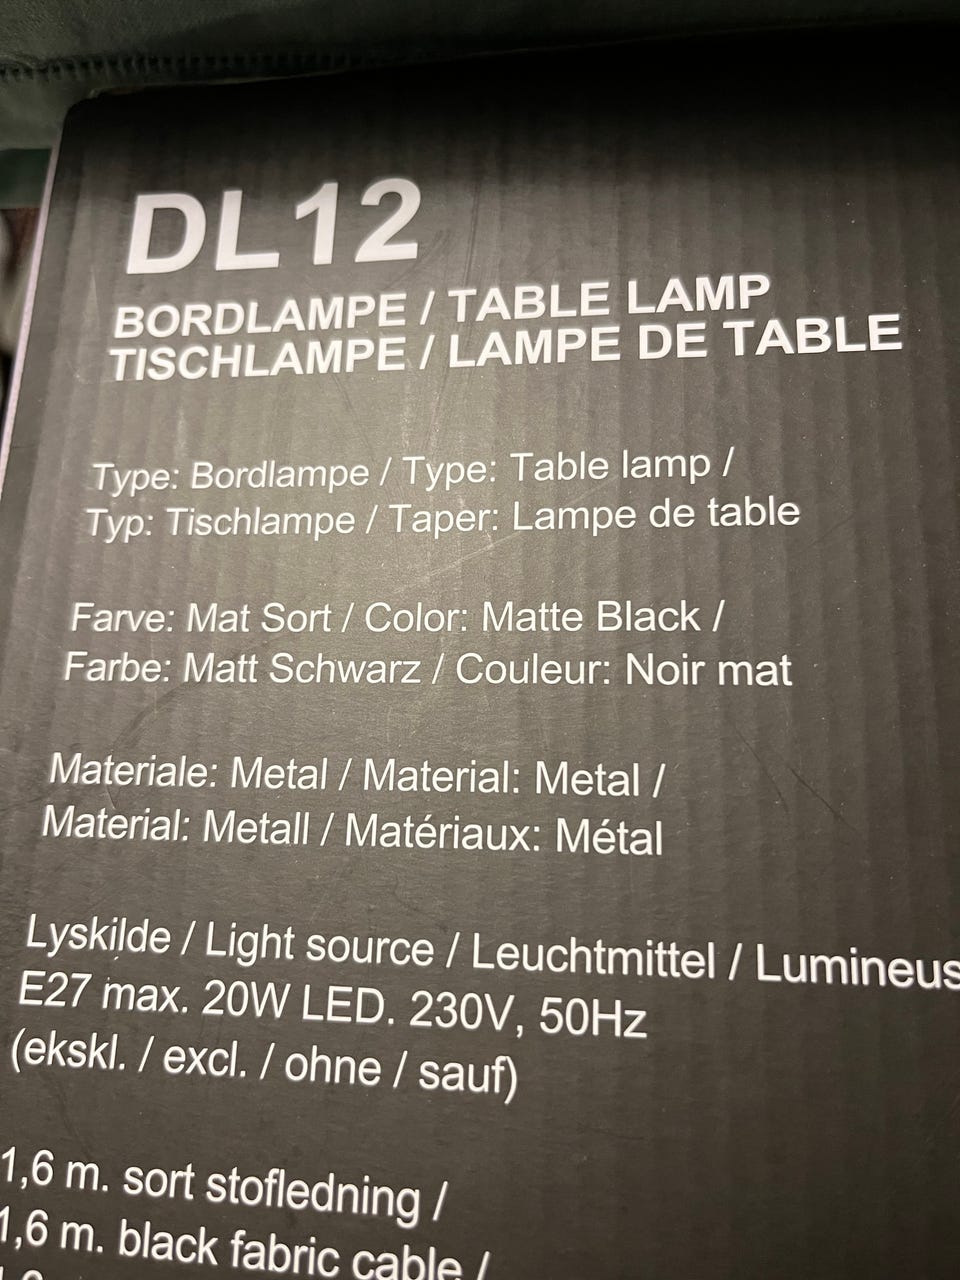 DL12
BORDLAMPE / TABLE LAMP
TISCHLAMPE / LAMPE DE TABLE
Type: Bordlampe / Type: Table lamp /
Typ: Tischlampe / Taper: Lampe de table
Farve: Mat Sort / Color: Matte Black /
Farbe: Matt Schwarz / Couleur: Noir mat
Materiale: Metal / Material: Metal /
Material: Metall / Matériaux: Métal
Lyskilde / Light source / Leuchtmittel / Lumineus
E27 max. 20W LED. 230V, 50Hz
(ekskl. / excl. / ohne / sauf)
1,6 m. sort stofledning /
1,6 m. black fabric cable /